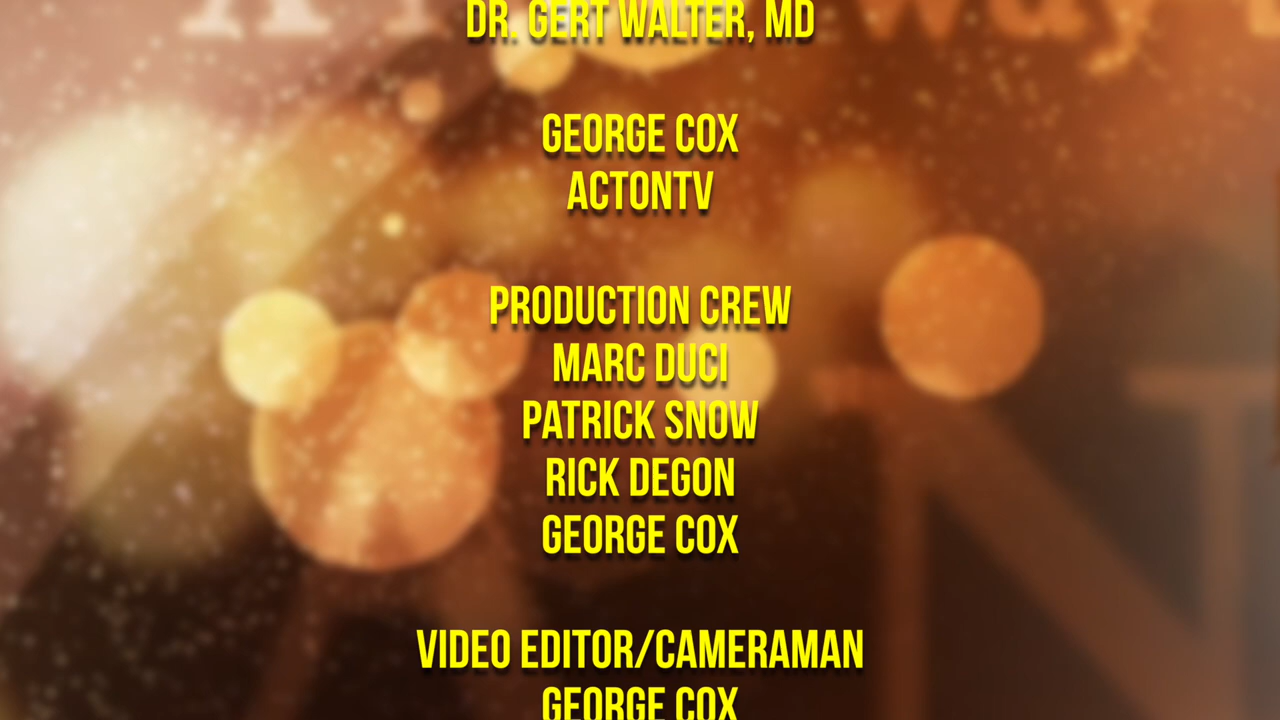 DR. GERT WALTER, MD
GEORGE COX
ACTONTV
PRODUCTION CREW
MARC DUCI
PATRICK SNOW
RICK DEGON
GEORGE COX
VIDEO EDITOR/CAMERAMAN
GEORGE COX